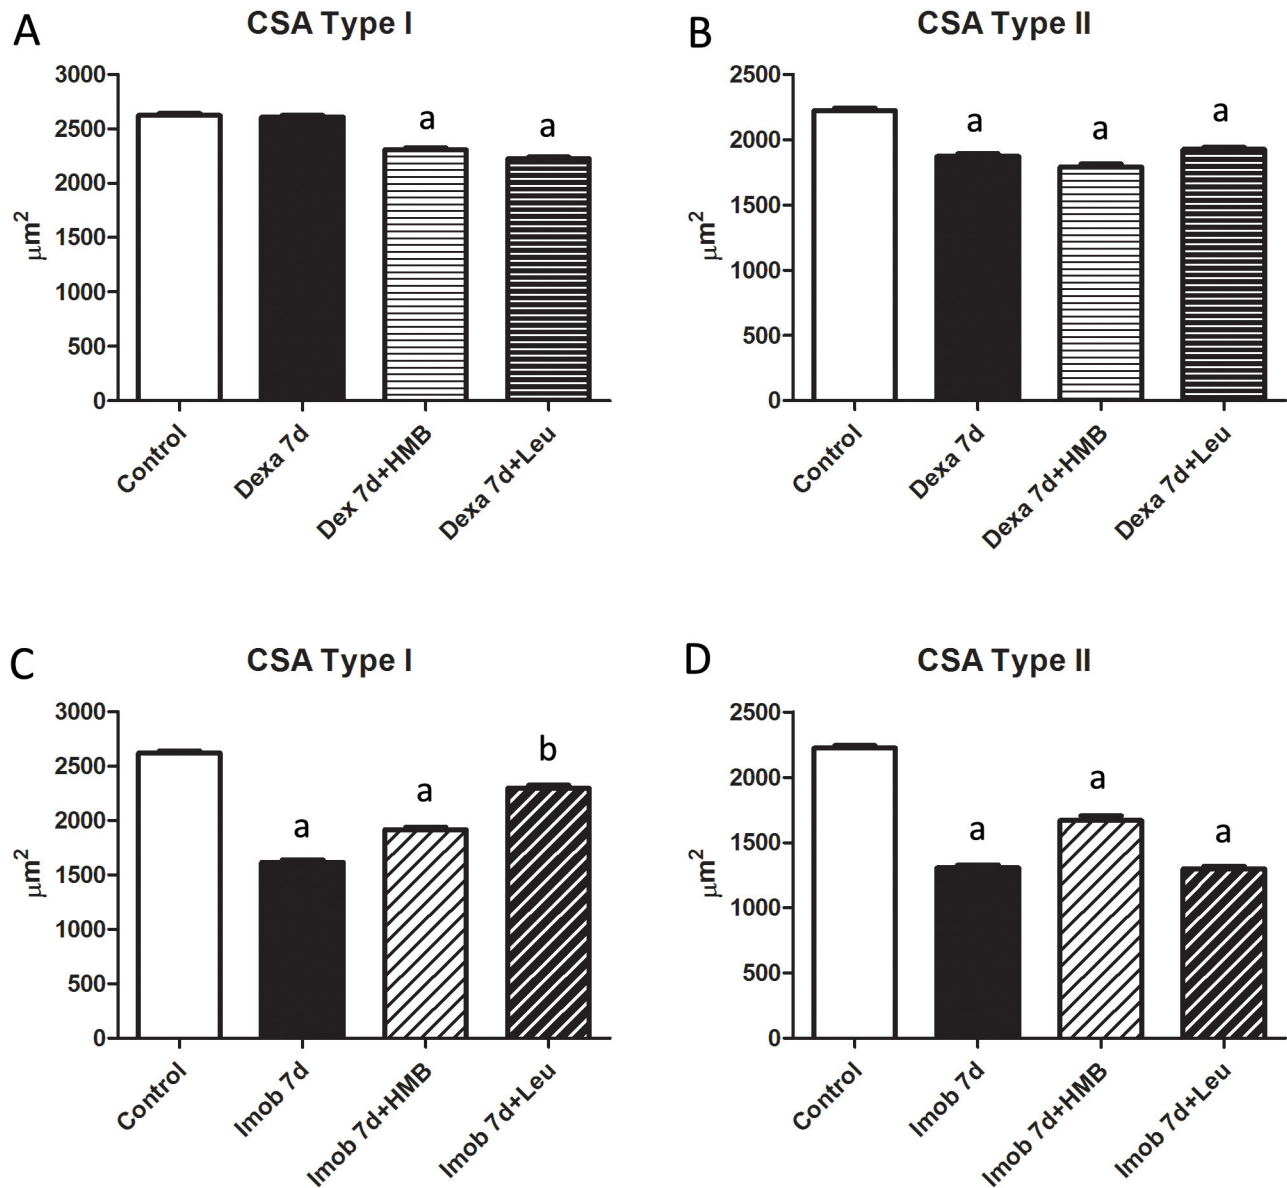 A
CSA Type I
3000
2500
2000
1500
1000
500
0
μm²
a
a
Control
Dexa 7d
Dex 7d+HMB
Dexa 7d+Leu
B
CSA Type II
2500
2000
1500
1000
500
0
μm²
a
a
a
Control
Dexa 7d
Dexa 7d+HMB
Dexa 7d+Leu
C
CSA Type I
3000
2500
2000
1500
1000
500
0
μm²
a
a
b
Control
Imob 7d
Imob 7d+HMB
Imob 7d+Leu
D
CSA Type II
2500
2000
1500
1000
500
0
μm²
a
a
a
Control
Imob 7d
Imob 7d+HMB
Imob 7d+Leu